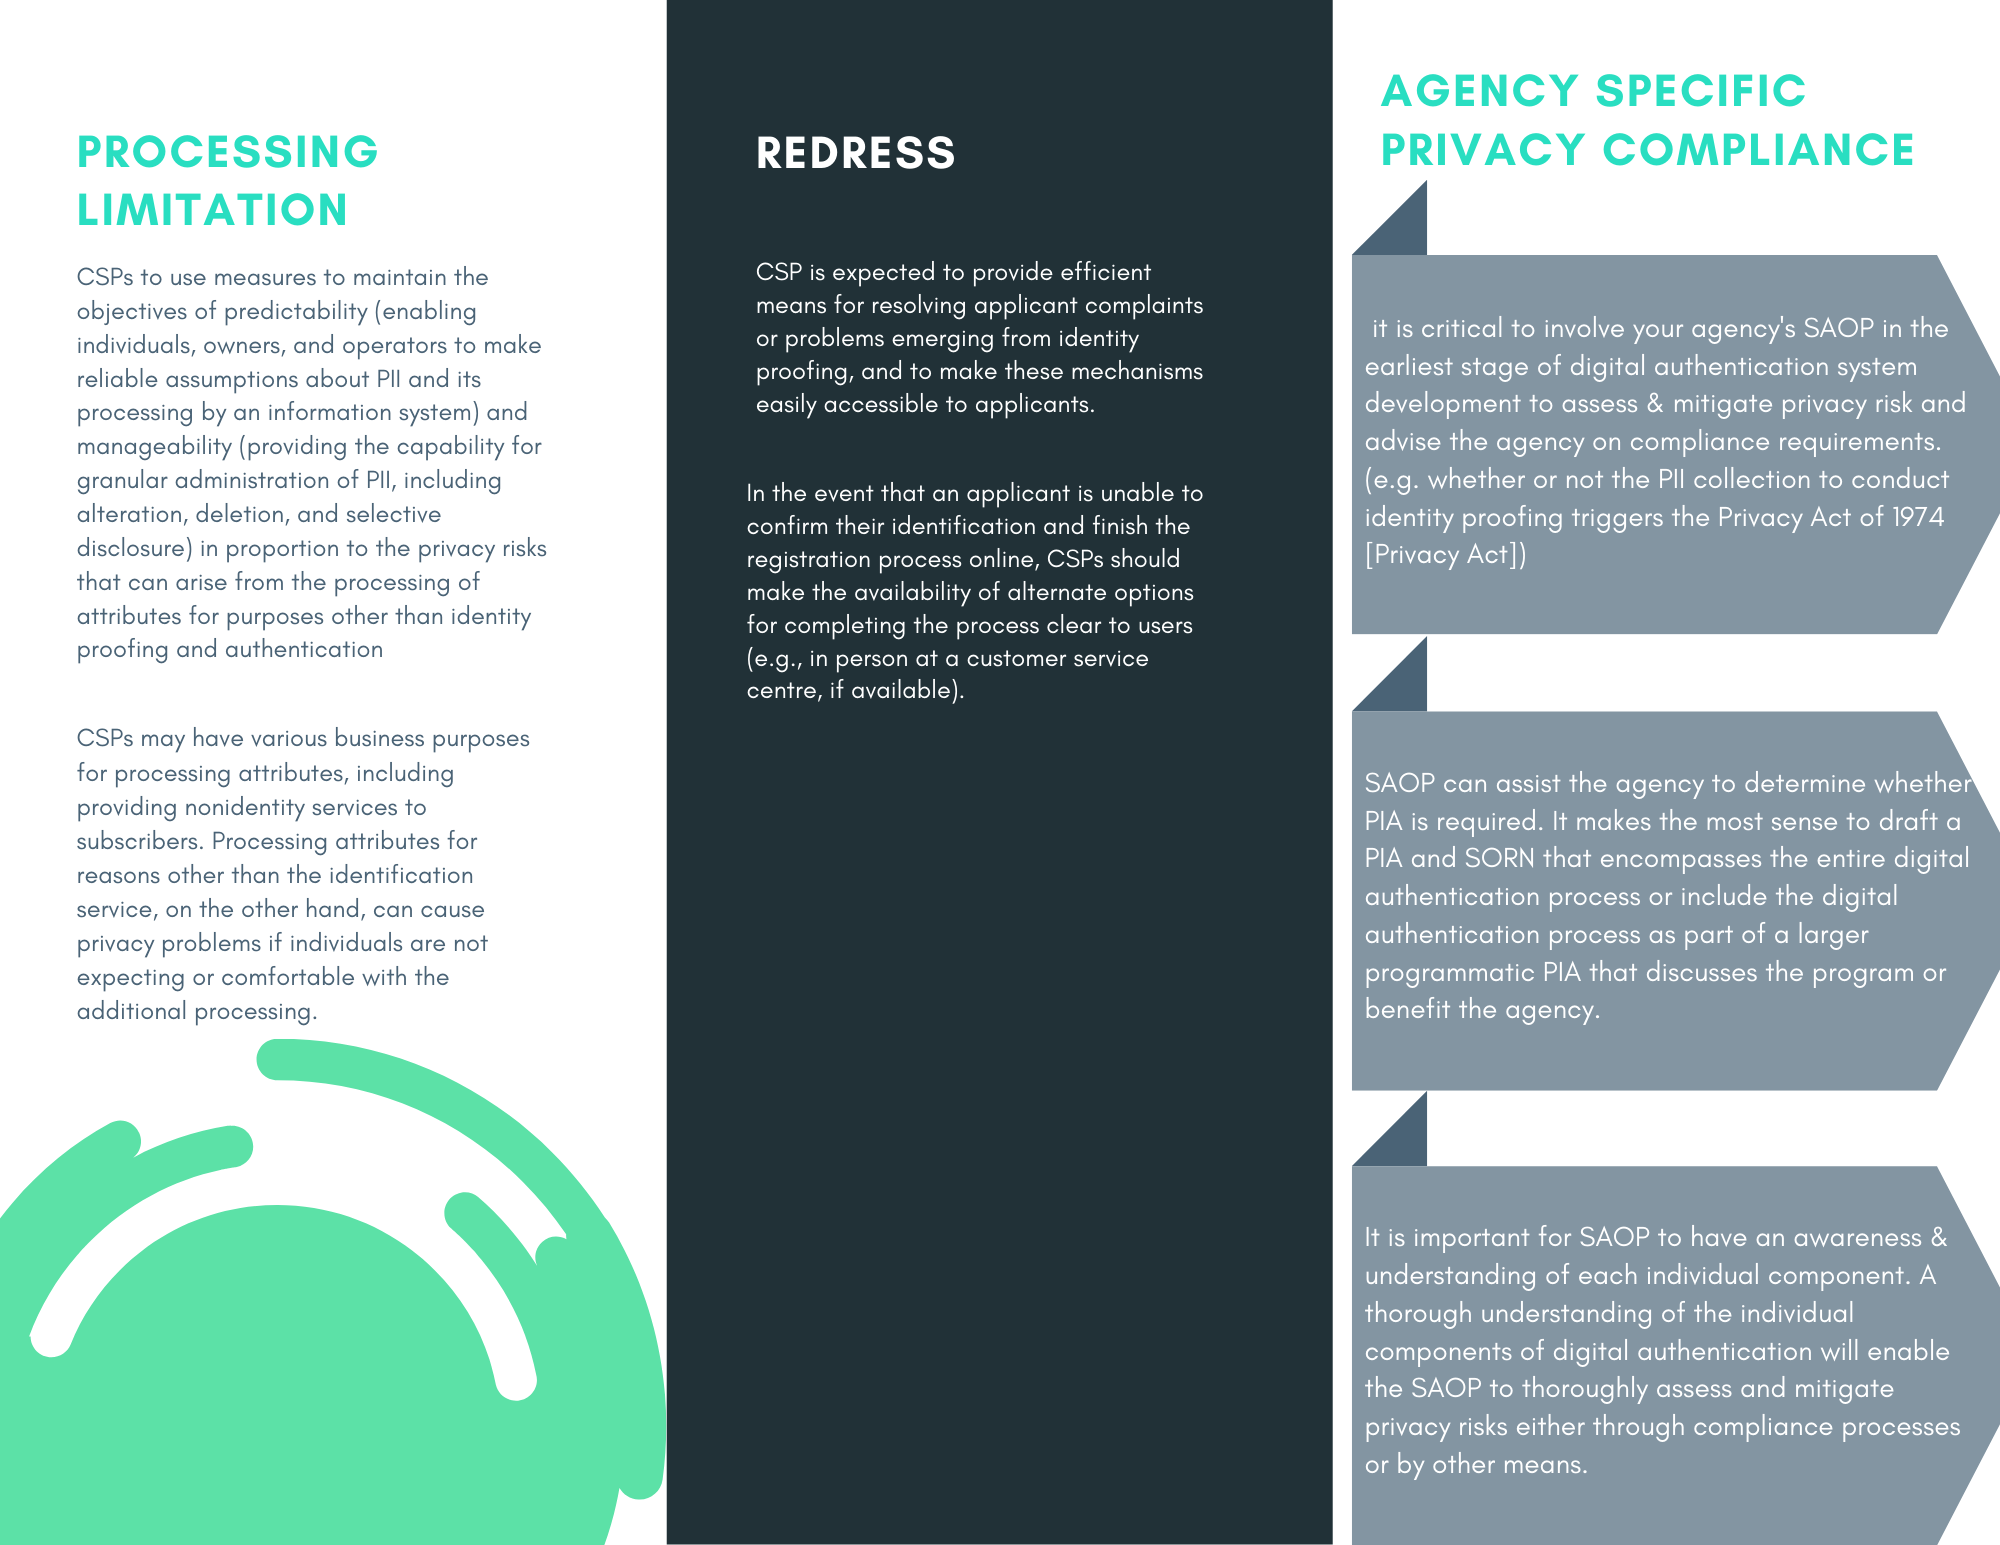 PROCESSING
LIMITATION
CSPs to use measures to maintain the
objectives of predictability (enabling
individuals, owners, and operators to make
reliable assumptions about PII and its
processing by an information system) and
manageability (providing the capability for
granular administration of PII, including
alteration, deletion, and selective
disclosure) in proportion to the privacy risks
that can arise from the processing of
attributes for purposes other than identity
proofing and authentication
CSPs may have various business purposes
for processing attributes, including
providing nonidentity services to
subscribers. Processing attributes for
reasons other than the identification
service, on the other hand, can cause
privacy problems if individuals are not
expecting or comfortable with the
additional processing.
REDRESS
CSP is expected to provide efficient
means for resolving applicant complaints
or problems emerging from identity
proofing, and to make these mechanisms
easily accessible to applicants.
In the event that an applicant is unable to
confirm their identification and finish the
registration process online, CSPs should
make the availability of alternate options
for completing the process clear to users
(e.g., in person at a customer service
centre, if available).
AGENCY SPECIFIC
PRIVACY COMPLIANCE
it is critical to involve your agency's SAOP in the
earliest stage of digital authentication system
development to assess & mitigate privacy risk and
advise the agency on compliance requirements.
(e.g. whether or not the PII collection to conduct
identity proofing triggers the Privacy Act of 1974
[Privacy Act])
SAOP can assist the agency to determine whether
PIA is required. It makes the most sense to draft a
PIA and SORN that encompasses the entire digital
authentication process or include the digital
authentication process as part of a larger
programmatic PIA that discusses the program or
benefit the agency.
It is important for SAOP to have an awareness &
understanding of each individual component. A
thorough understanding of the individual
components of digital authentication will enable
the SAOP to thoroughly assess and mitigate
privacy risks either through compliance processes
or by other means.